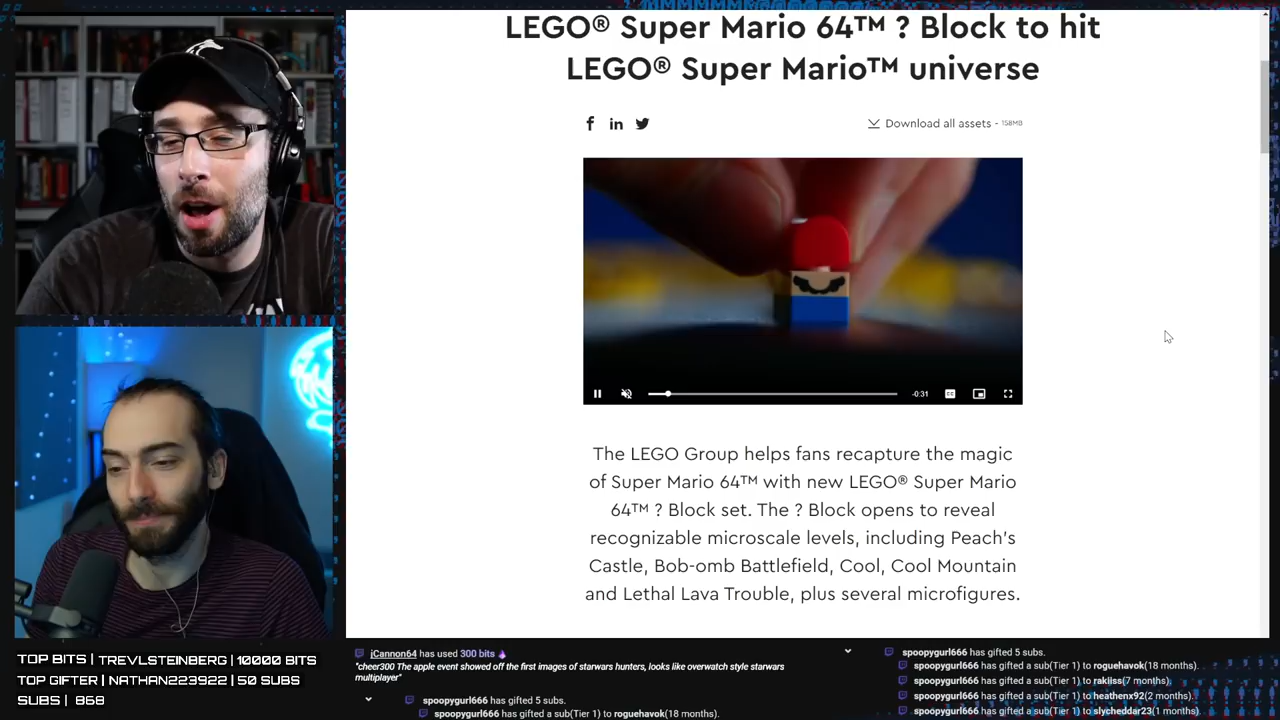 LEGO® Super Mario 64™ ? Block to hit
LEGO® Super Mario™ universe
Download all assets - 158MB
-0:31
The LEGO Group helps fans recapture the magic
of Super Mario 64™ with new LEGO® Super Mario
64™ ? Block set. The ? Block opens to reveal
recognizable microscale levels, including Peach's
Castle, Bob-omb Battlefield, Cool, Cool Mountain
and Lethal Lava Trouble, plus several microfigures.
TOP BITS | TREVLSTEINBERG | 10000 BITS
TOP GIFTER | NATHAN223922 | 50 SUBS
SUBS | 868
jCannon64 has used 300 bits
"cheer300 The apple event showed off the first images of starwars hunters, looks like overwatch style starwars
multiplayer"
spoopygurl666 has gifted 5 subs.
spoopygurl666 has gifted a sub(Tier 1) to roguehavok(18 months).
spoopygurl666 has gifted 5 subs.
spoopygurl666 has gifted a sub(Tier 1) to roguehavok(18 months).
spoopygurl666 has gifted a sub(Tier 1) to rakiiss(7 months).
spoopygurl666 has gifted a sub(Tier 1) to heathenx92(2 months).
spoopygurl666 has gifted a sub(Tier 1) to slycheddar23(1 months).